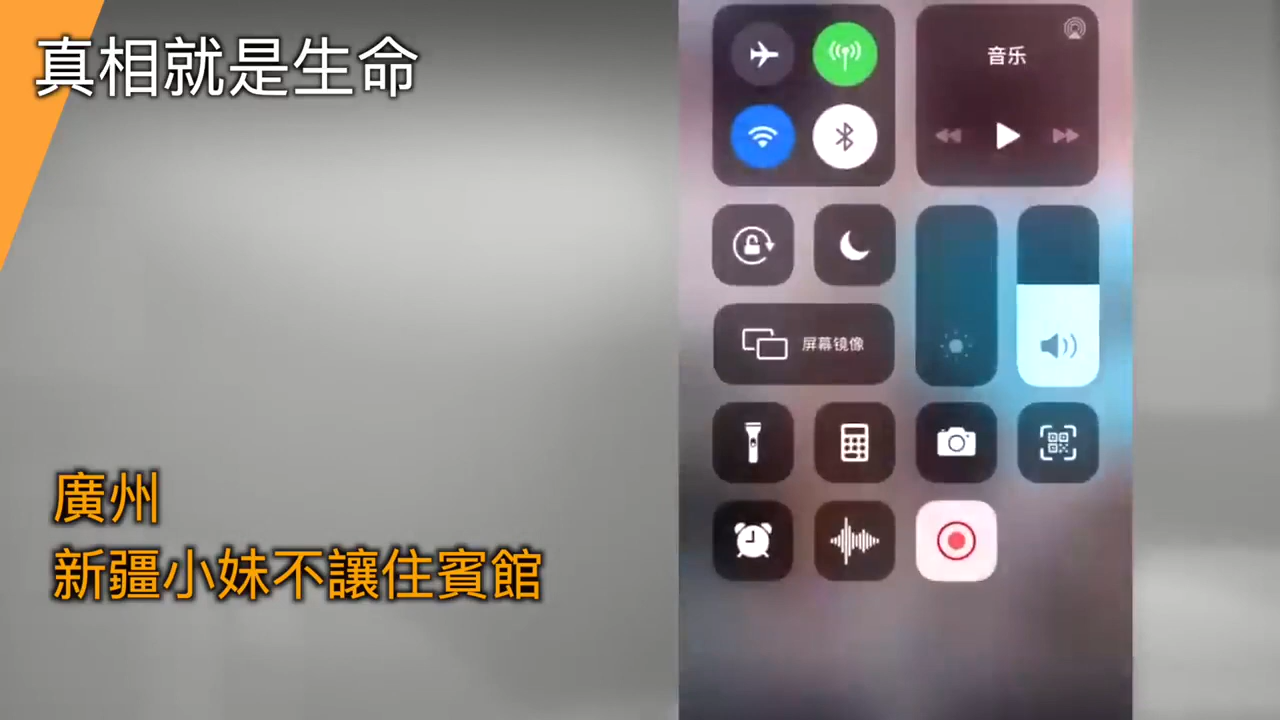 真相就是生命
音乐
屏幕镜像
廣州
新疆小妹不讓住賓館